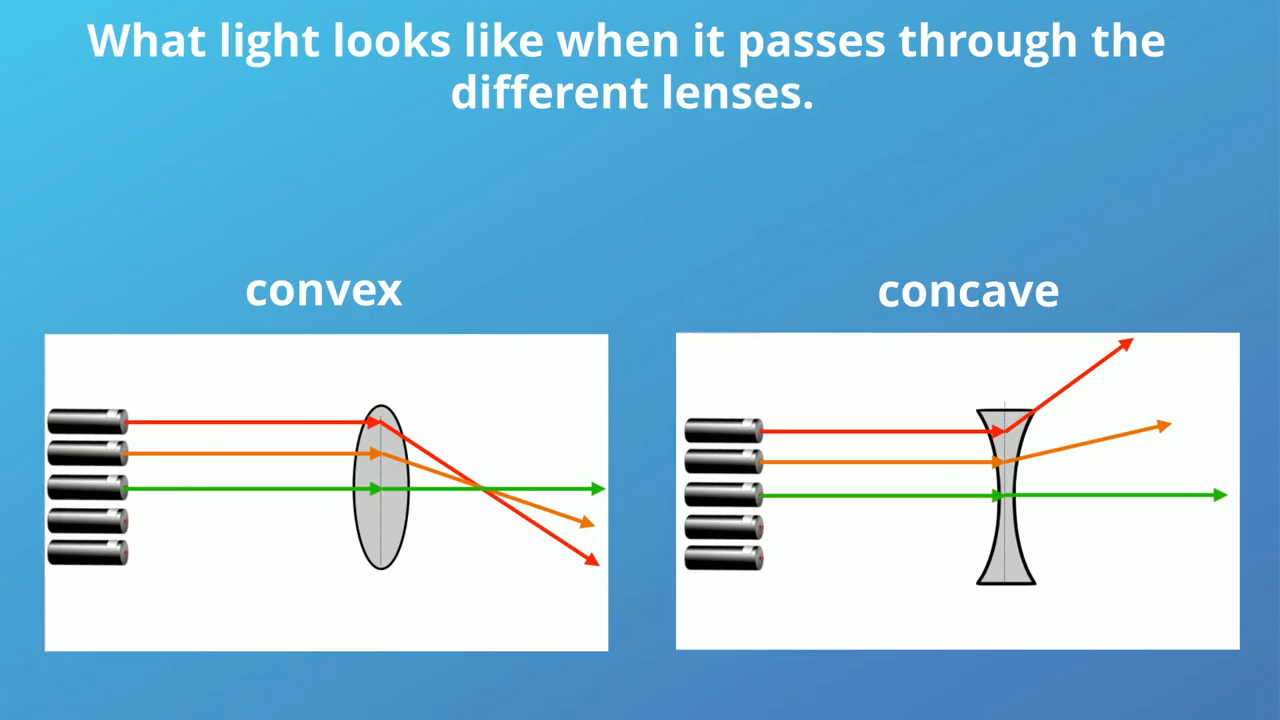 What light looks like when it passes through the
different lenses.
convex
concave